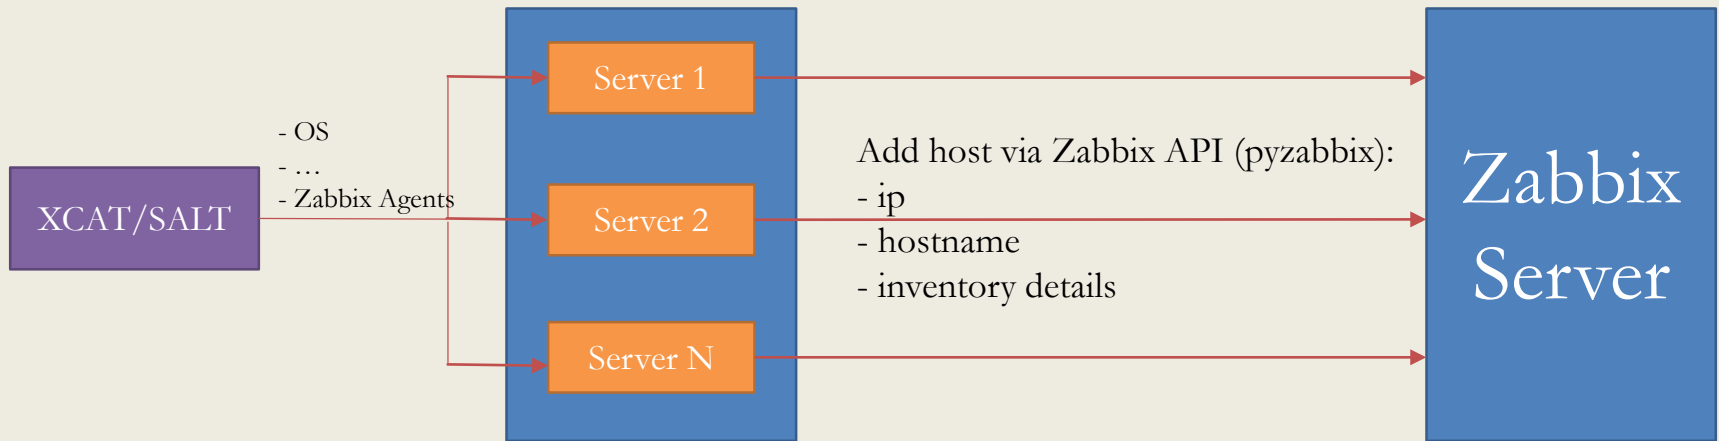 XCAT/SALT
- OS
- ...
- Zabbix Agents
Server 1
Server 2
Server N
Add host via Zabbix API (pyzabbix):
- ip
- hostname
- inventory details
Zabbix
Server